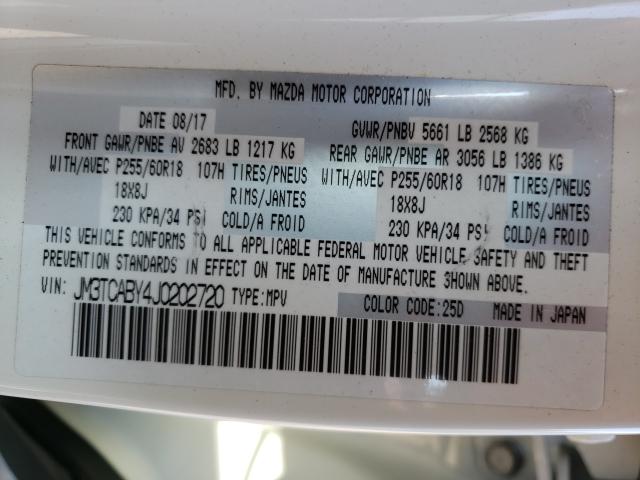 MFD. BY MAZDA MOTOR CORPORATION
DATE 08/17 GVWR/PNBV 5661 LB 2568 KG
FRONT GAWR/PNBE AV 2683 LB 1217 KG REAR GAWR/PNBE AR 3056 LB 1386 KG
WITH/AVEC P255/60R18 107H TIRES/PNEUS WITH/AVEC P255/60R18 107H TIRES/PNEUS
18X8J RIMS/JANTES 18X8J RIMS/JANTES
230 KPA/34 PSI COLD/A FROID 230 KPA/34 PSI COLD/A FROID
THIS VEHICLE CONFORMS TO ALL APPLICABLE FEDERAL MOTOR VEHICLE SAFETY AND THEFT
PREVENTION STANDARDS IN EFFECT ON THE DATE OF MANUFACTURE SHOWN ABOVE.
VIN: JM3TCABY4J0202720 TYPE:MPV COLOR CODE:25D MADE IN JAPAN